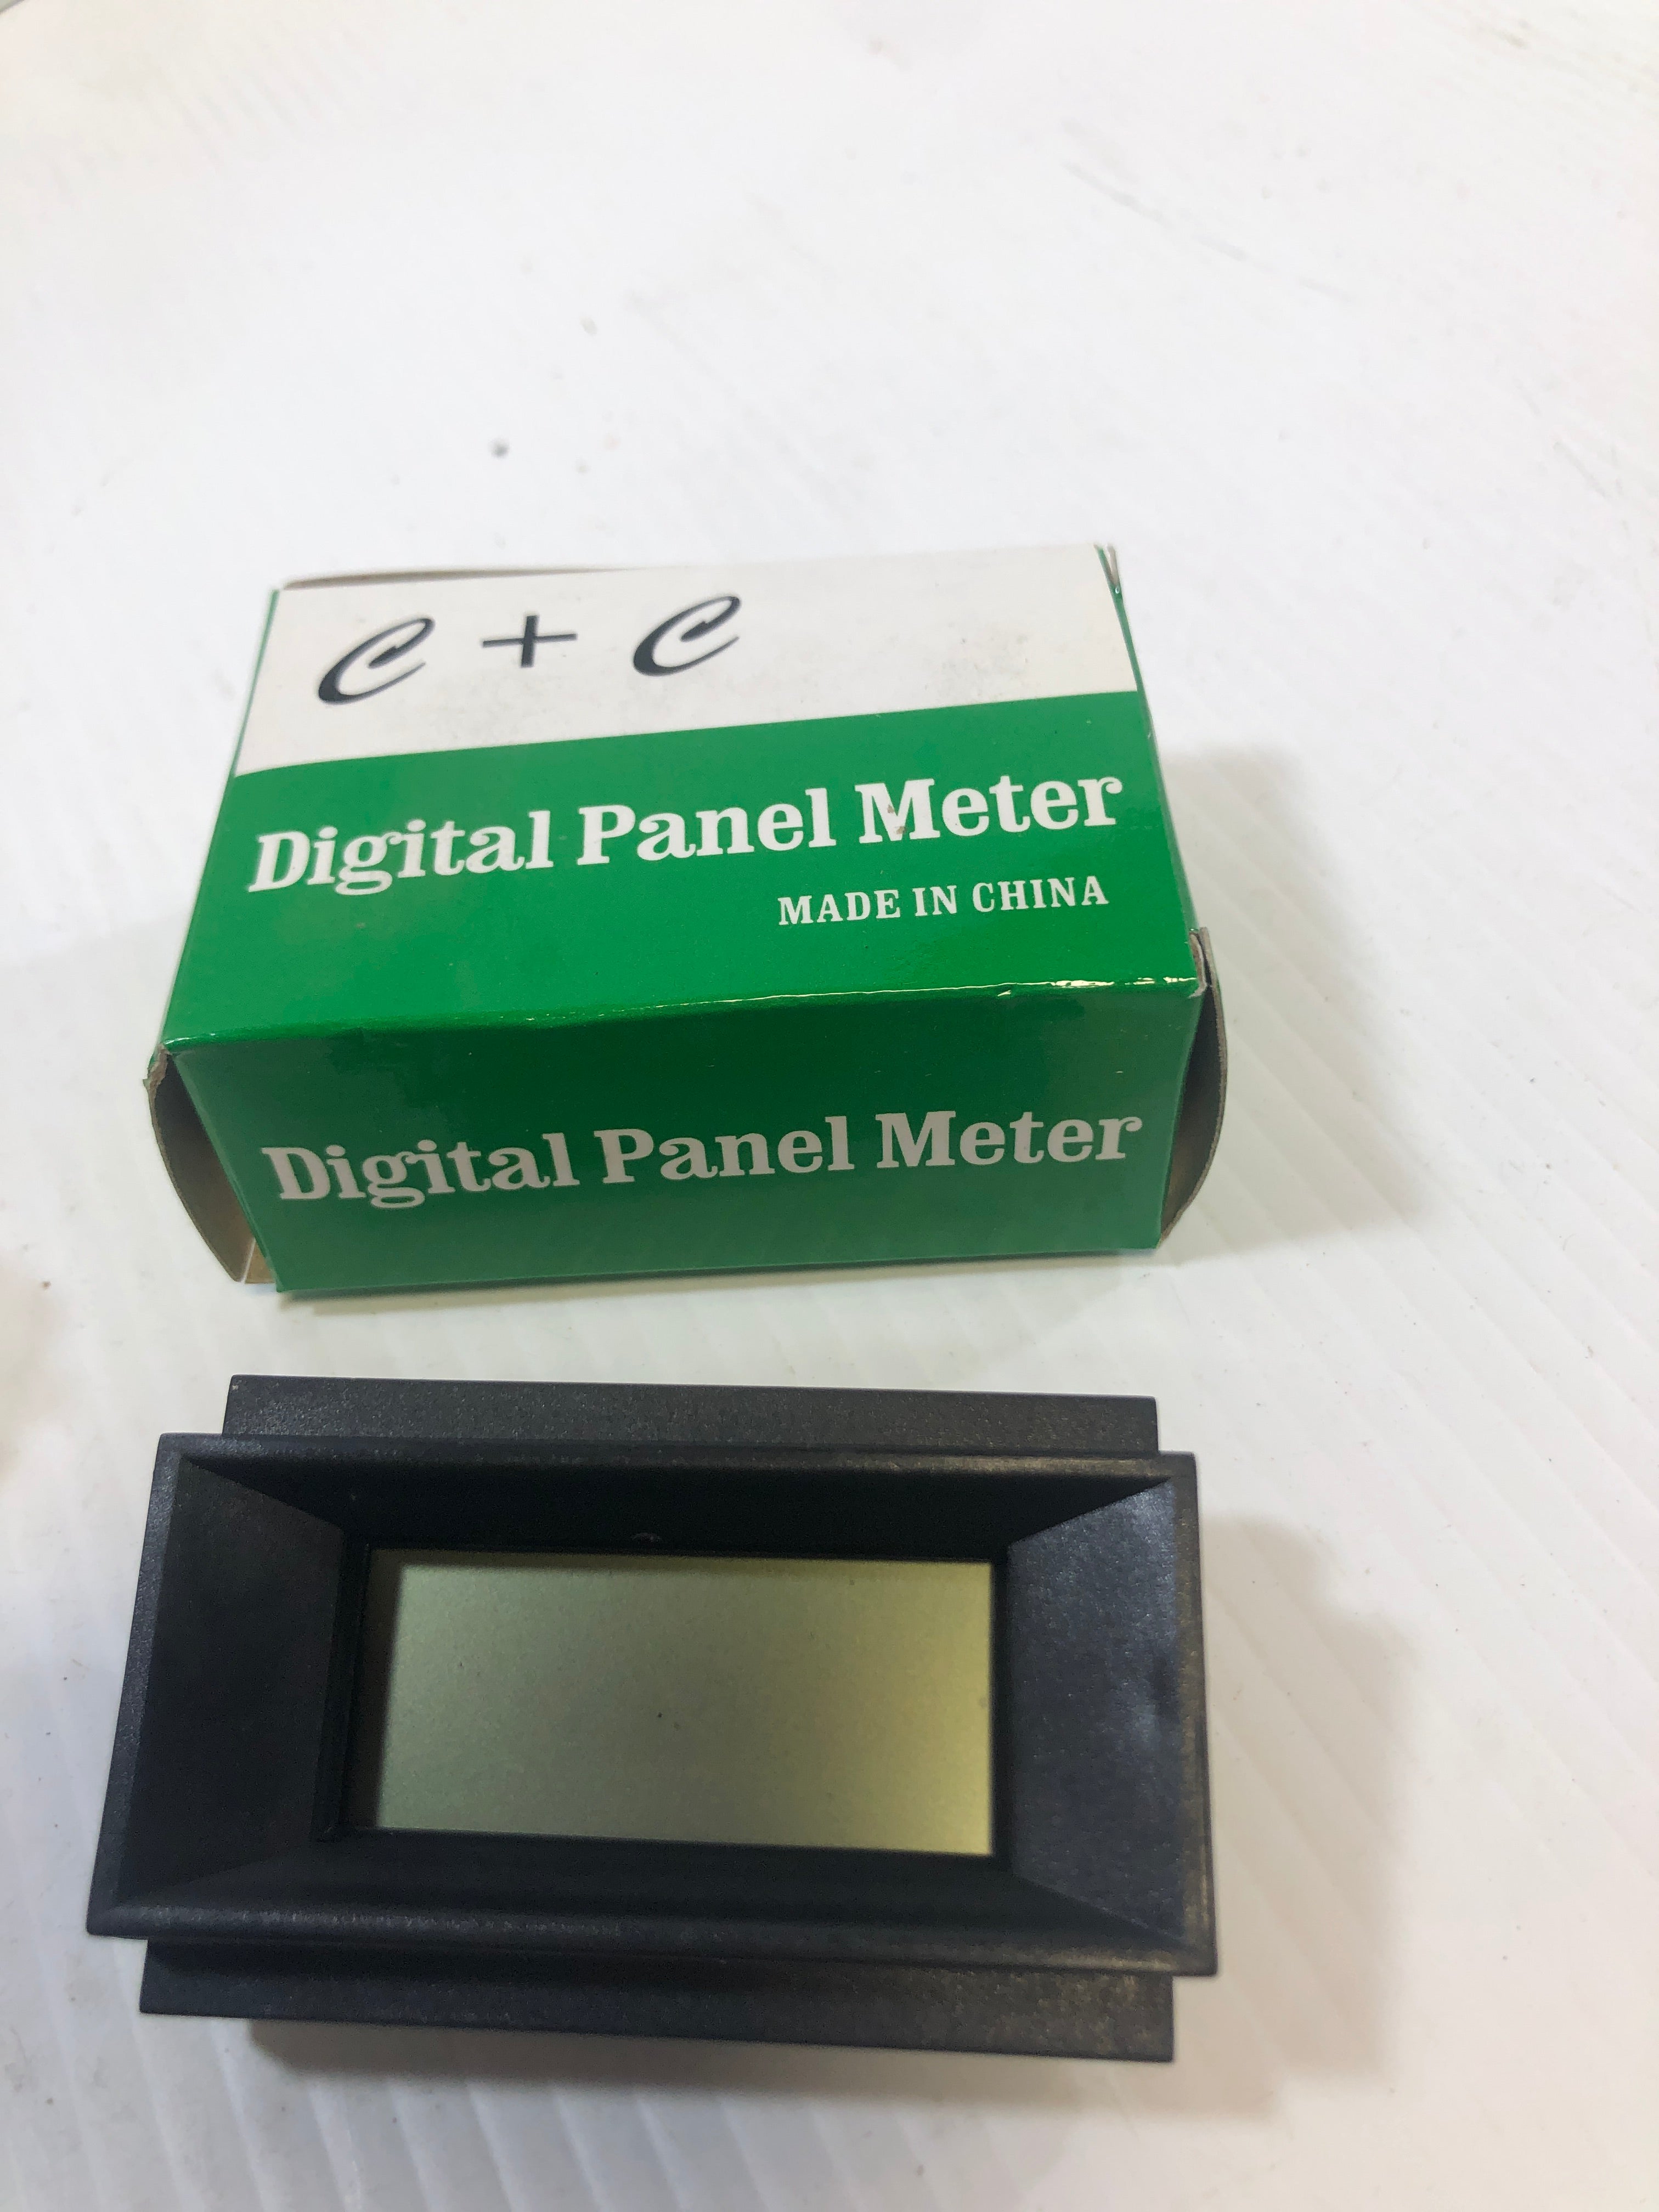 C + C
Digital Panel Meter
MADE IN CHINA
Digital Panel Meter